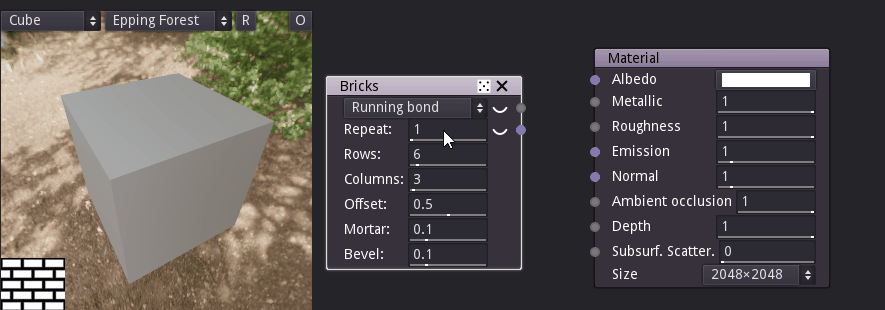 Cube
Epping Forest
R
O
Bricks
Running bond
Repeat: 1
Rows: 6
Columns: 3
Offset: 0.5
Mortar: 0.1
Bevel: 0.1
Material
Albedo
Metallic 1
Roughness 1
Emission 1
Normal 1
Ambient occlusion 1
Depth 1
Subsurf. Scatter. 0
Size 2048×2048